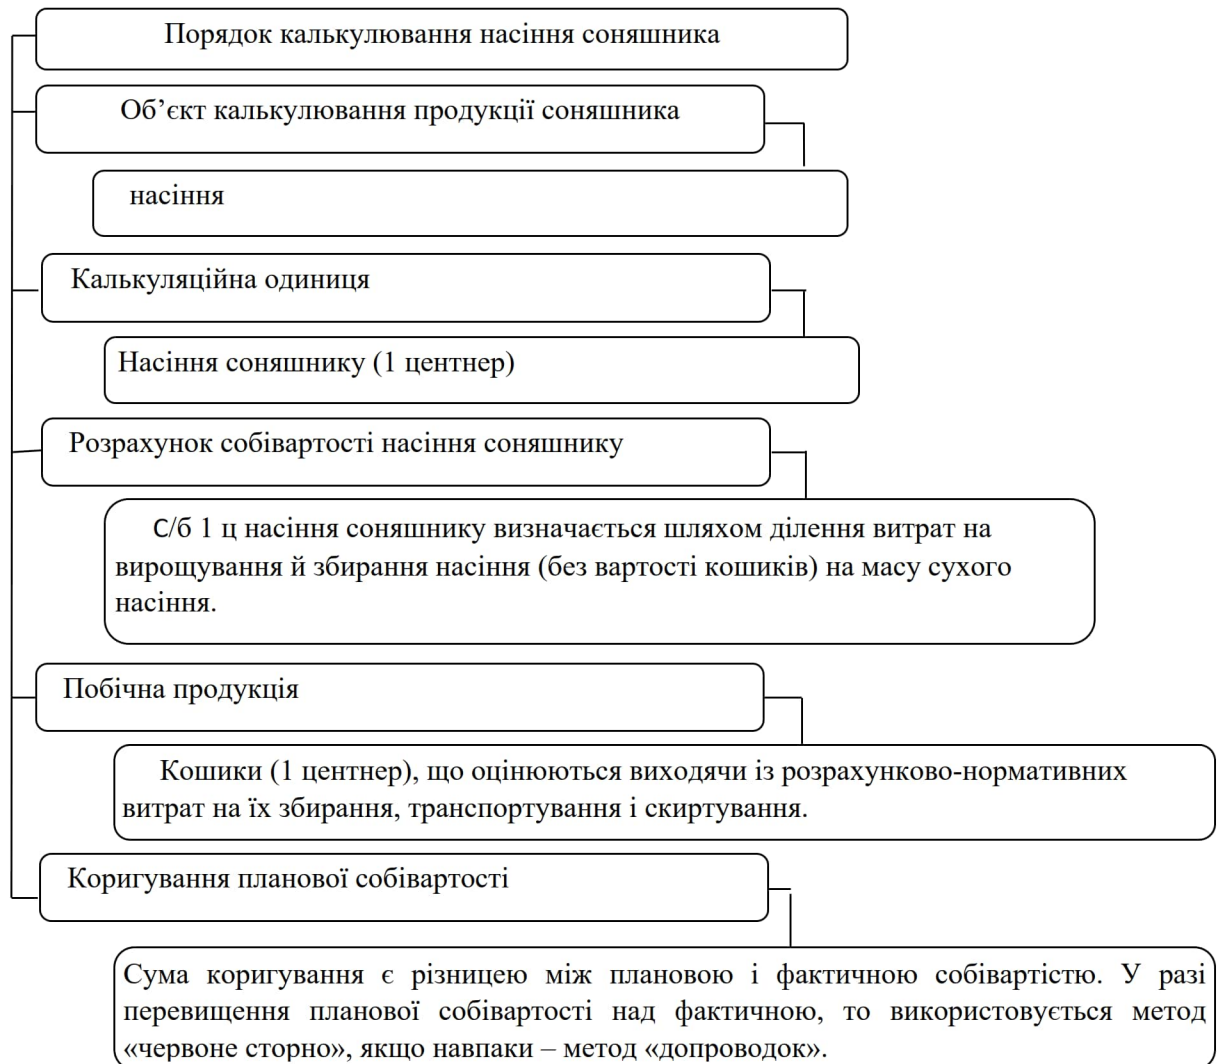 Порядок калькулювання насіння соняшника
Об’єкт калькулювання продукції соняшника
насіння
Калькуляційна одиниця
Насіння соняшнику (1 центнер)
Розрахунок собівартості насіння соняшнику
С/б 1 ц насіння соняшнику визначається шляхом ділення витрат на
вирощування й збирання насіння (без вартості кошиків) на масу сухого
насіння.
Побічна продукція
Кошики (1 центнер), що оцінюються виходячи із розрахунково-нормативних
витрат на їх збирання, транспортування і скиртування.
Коригування планової собівартості
Сума коригування є різницею між плановою і фактичною собівартістю. У разі
перевищення планової собівартості над фактичною, то використовується метод
«червоне сторно», якщо навпаки – метод «допроводок».